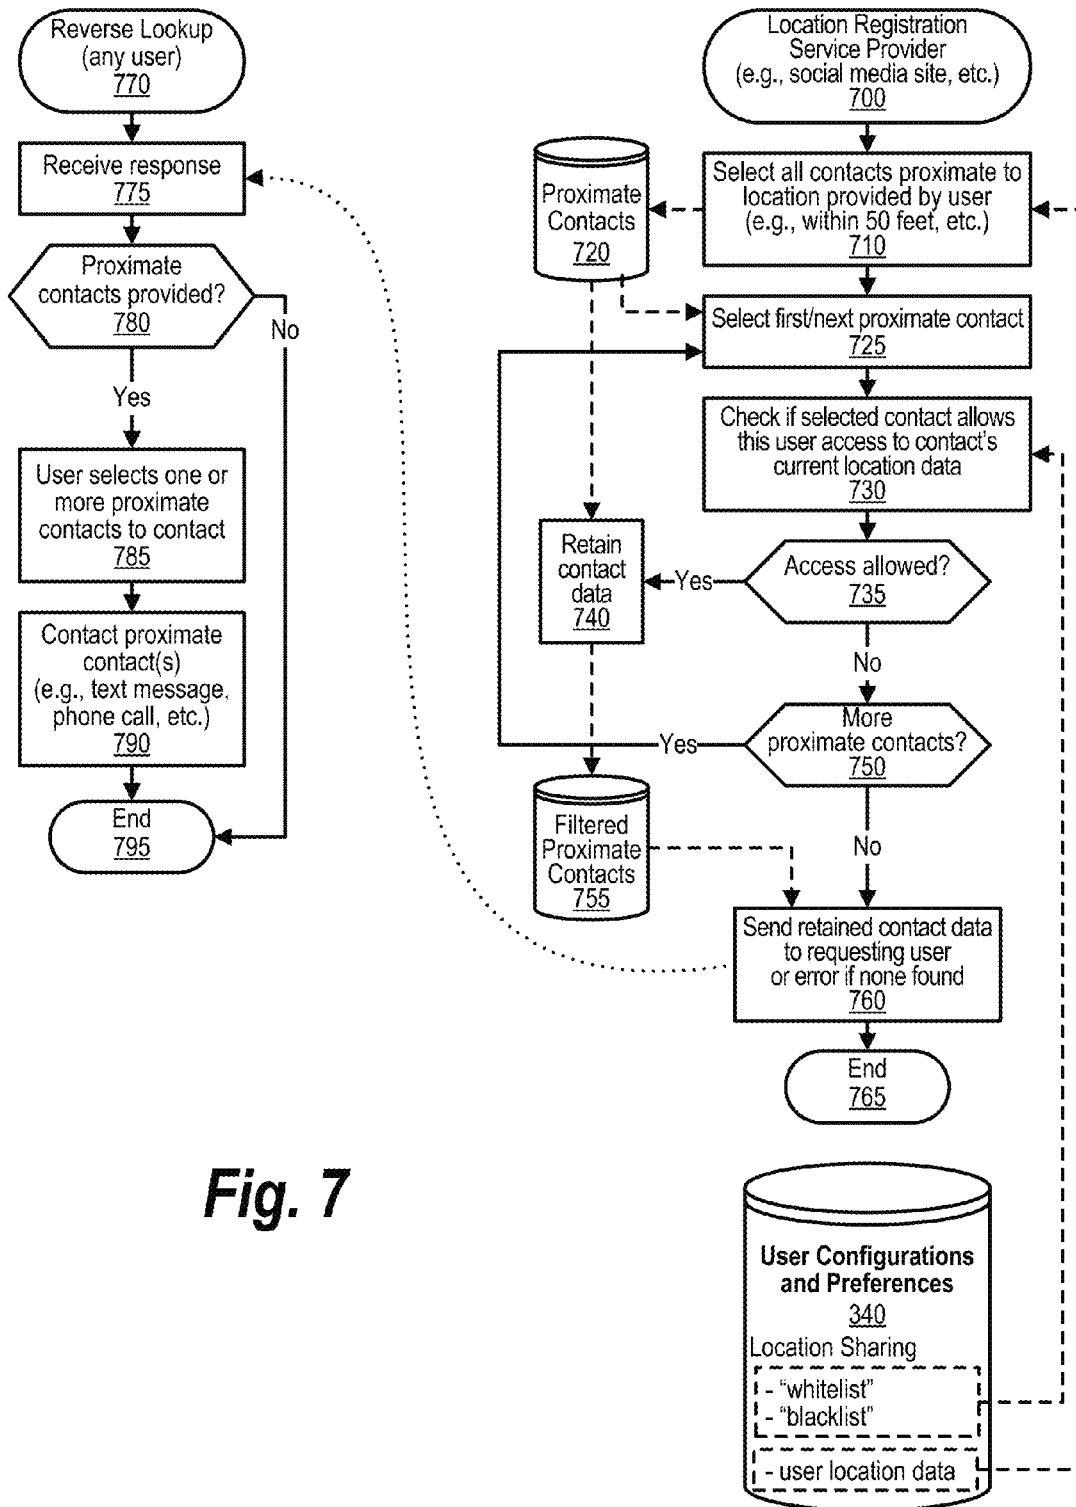 Reverse Lookup
(any user)
770
Receive response
775
Proximate
contacts provided?
780
No
Yes
User selects one or
more proximate
contacts to contact
785
Contact proximate
contact(s)
(e.g., text message,
phone call, etc.)
790
End
795
Location Registration
Service Provider
(e.g., social media site, etc.)
700
Select all contacts proximate to
location provided by user
(e.g., within 50 feet, etc.)
710
Proximate
Contacts
720
Select first/next proximate contact
725
Check if selected contact allows
this user access to contact's
current location data
730
Access allowed?
735
Yes
Retain
contact
data
740
No
More
proximate contacts?
750
Yes
No
Filtered
Proximate
Contacts
755
Send retained contact data
to requesting user
or error if none found
760
End
765
Fig. 7
User Configurations
and Preferences
340
Location Sharing
- "whitelist"
- "blacklist"
- user location data